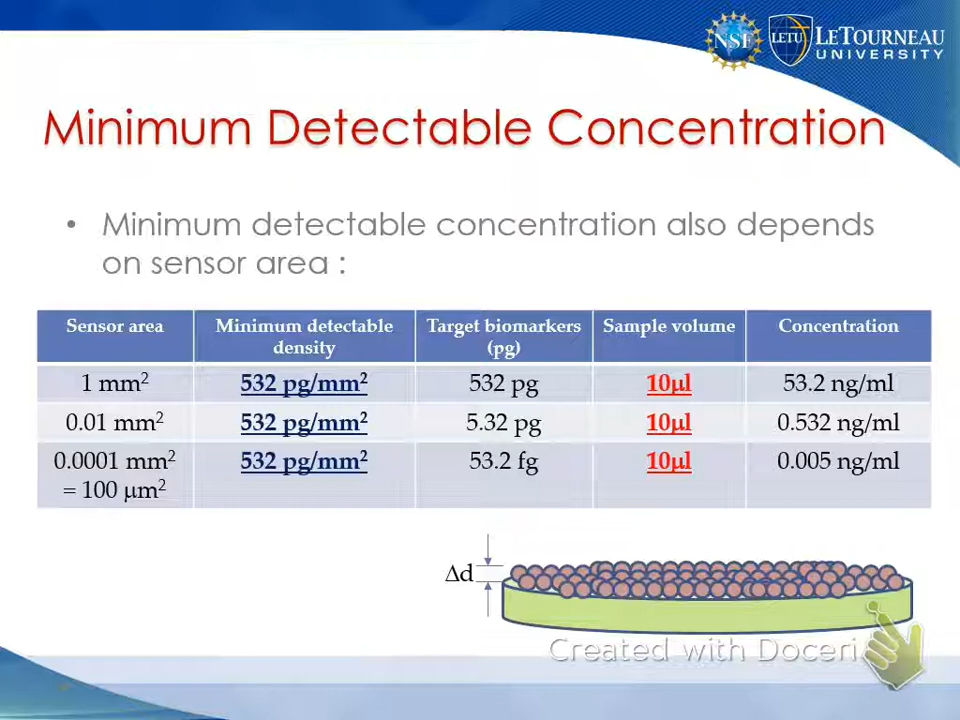 NSF
LETU
LETOURNEAU
UNIVERSITY
Minimum Detectable Concentration
• Minimum detectable concentration also depends
on sensor area :
Sensor area Minimum detectable density Target biomarkers (pg) Sample volume Concentration
1 mm² 532 pg/mm² 532 pg 10μl 53.2 ng/ml
0.01 mm² 532 pg/mm² 5.32 pg 10μl 0.532 ng/ml
0.0001 mm² 532 pg/mm² 53.2 fg 10μl 0.005 ng/ml
= 100 μm²
Δd
Created with Doceri